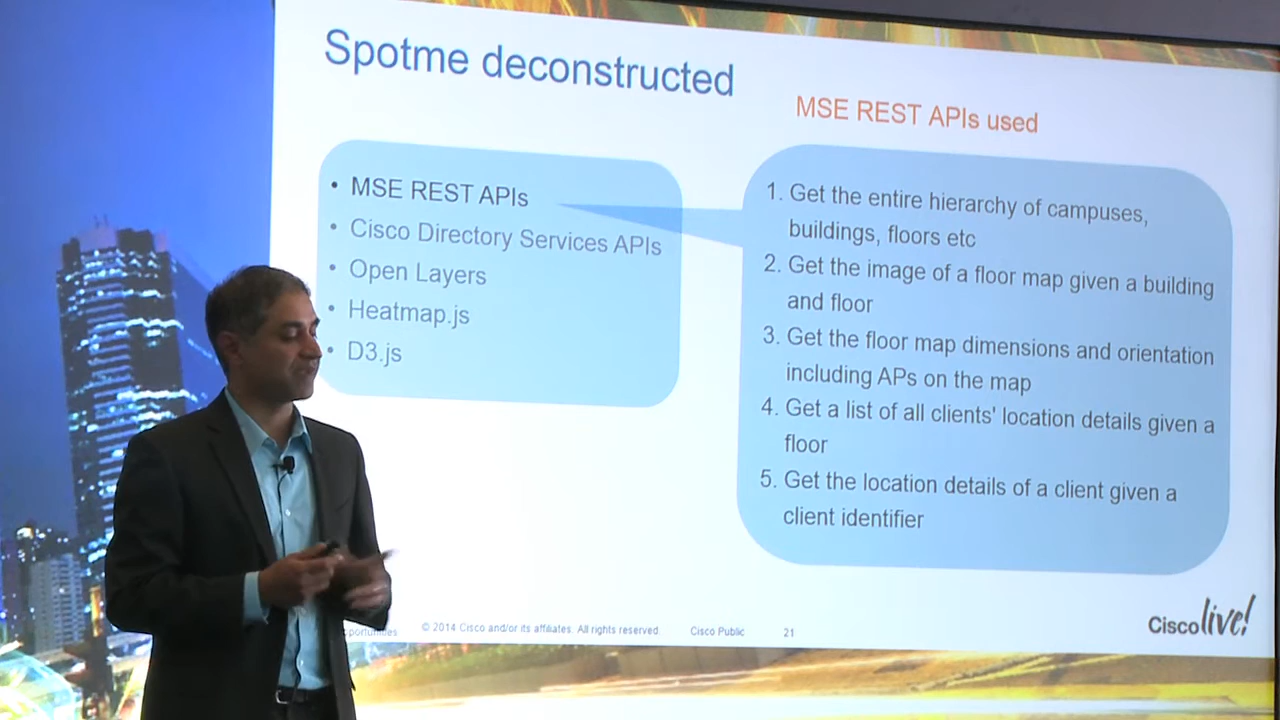 Spotme deconstructed
MSE REST APIs used
• MSE REST APIs
• Cisco Directory Services APIs
• Open Layers
• Heatmap.js
• D3.js
1. Get the entire hierarchy of campuses,
buildings, floors etc
2. Get the image of a floor map given a building
and floor
3. Get the floor map dimensions and orientation
including APs on the map
4. Get a list of all clients' location details given a
floor
5. Get the location details of a client given a
client identifier
© 2014 Cisco and/or its affiliates. All rights reserved.
Cisco Public
21
Cisco live!